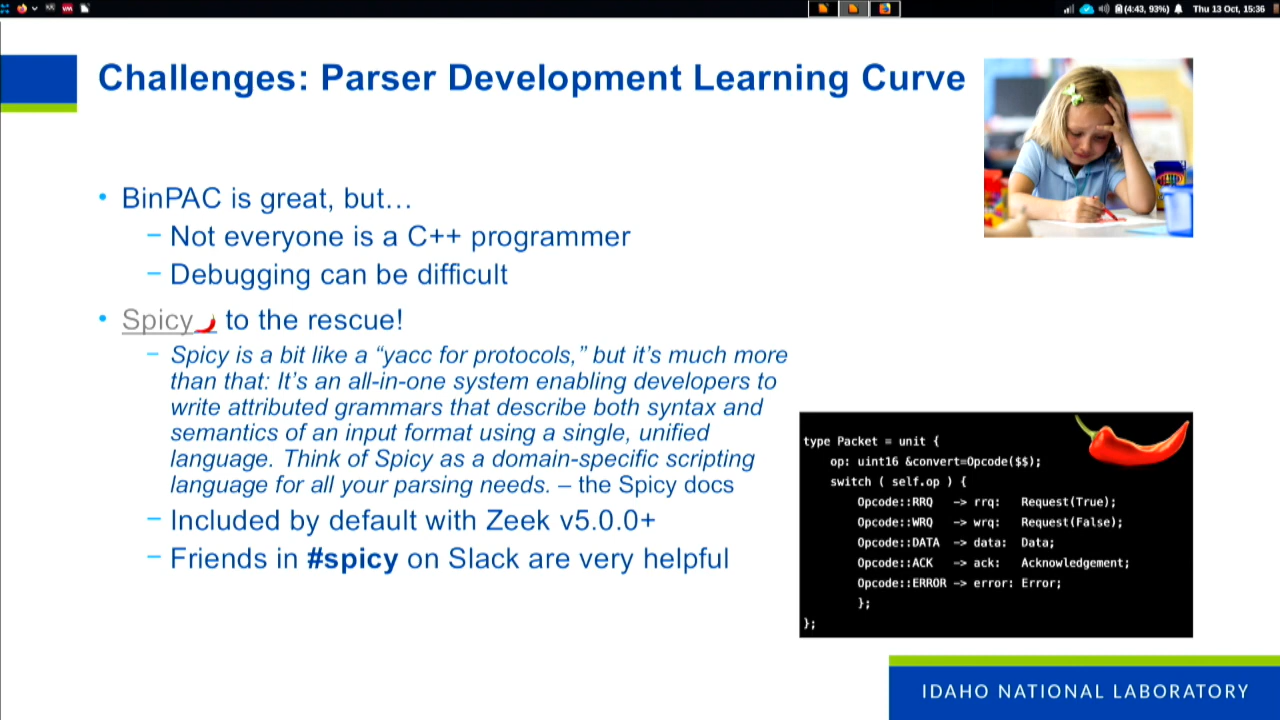 (4:43, 93%) Thu 13 Oct, 15:36
Challenges: Parser Development Learning Curve
• BinPAC is great, but…
– Not everyone is a C++ programmer
– Debugging can be difficult
• Spicy to the rescue!
– Spicy is a bit like a “yacc for protocols,” but it’s much more
than that: It’s an all-in-one system enabling developers to
write attributed grammars that describe both syntax and
semantics of an input format using a single, unified
language. Think of Spicy as a domain-specific scripting
language for all your parsing needs. – the Spicy docs
– Included by default with Zeek v5.0.0+
– Friends in #spicy on Slack are very helpful
type Packet = unit {
    op: uint16 &convert=Opcode($$);
    switch ( self.op ) {
        Opcode::RRQ   -> rrq:   Request(True);
        Opcode::WRQ   -> wrq:   Request(False);
        Opcode::DATA  -> data:  Data;
        Opcode::ACK   -> ack:   Acknowledgement;
        Opcode::ERROR -> error: Error;
        };
};
IDAHO NATIONAL LABORATORY